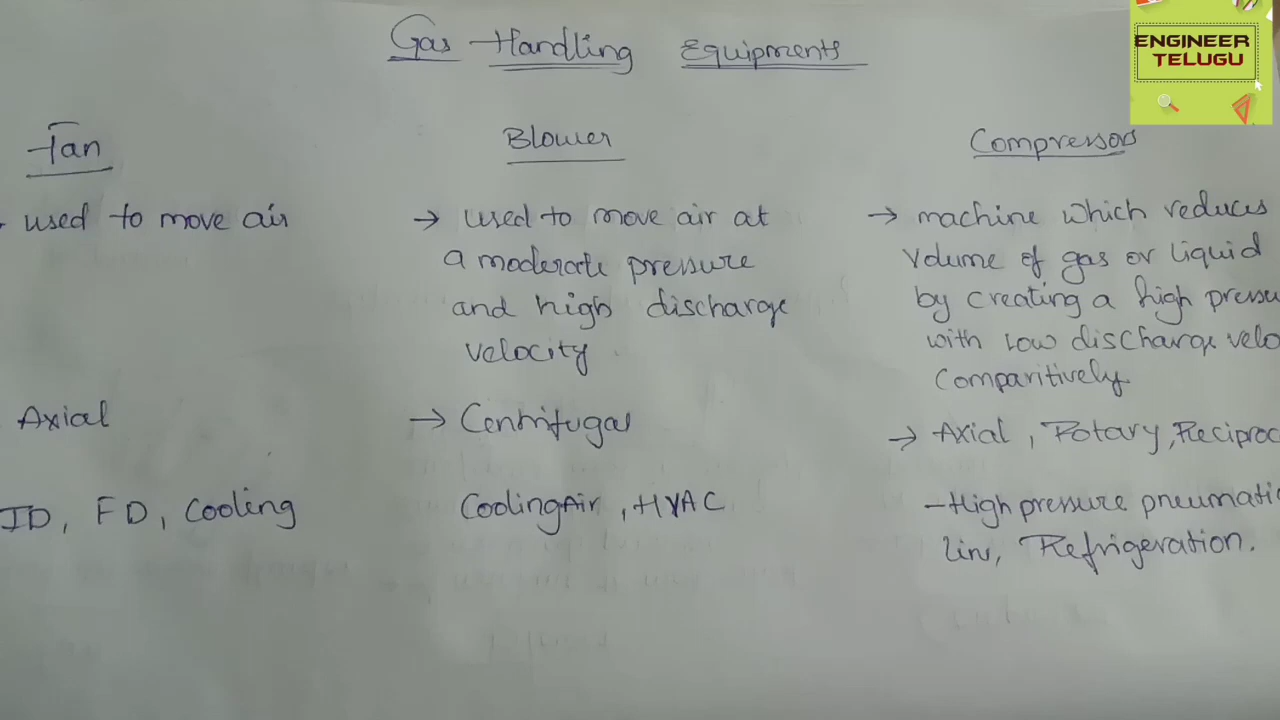 Gas Handling Equipments
ENGINEER
TELUGU
Fan
used to move air
Axial
ID, FD, Cooling
Blower
→ used to move air at
a moderate pressure
and high discharge
velocity
→ Centrifugal
Cooling Air, HVAC
Compressors
→ machine which reduces
volume of gas or liquid
by creating a high pressu
with low discharge velo
comparitively.
→ Axial, Rotary, Reciproc
High pressure pneumati
line, Refrigeration.